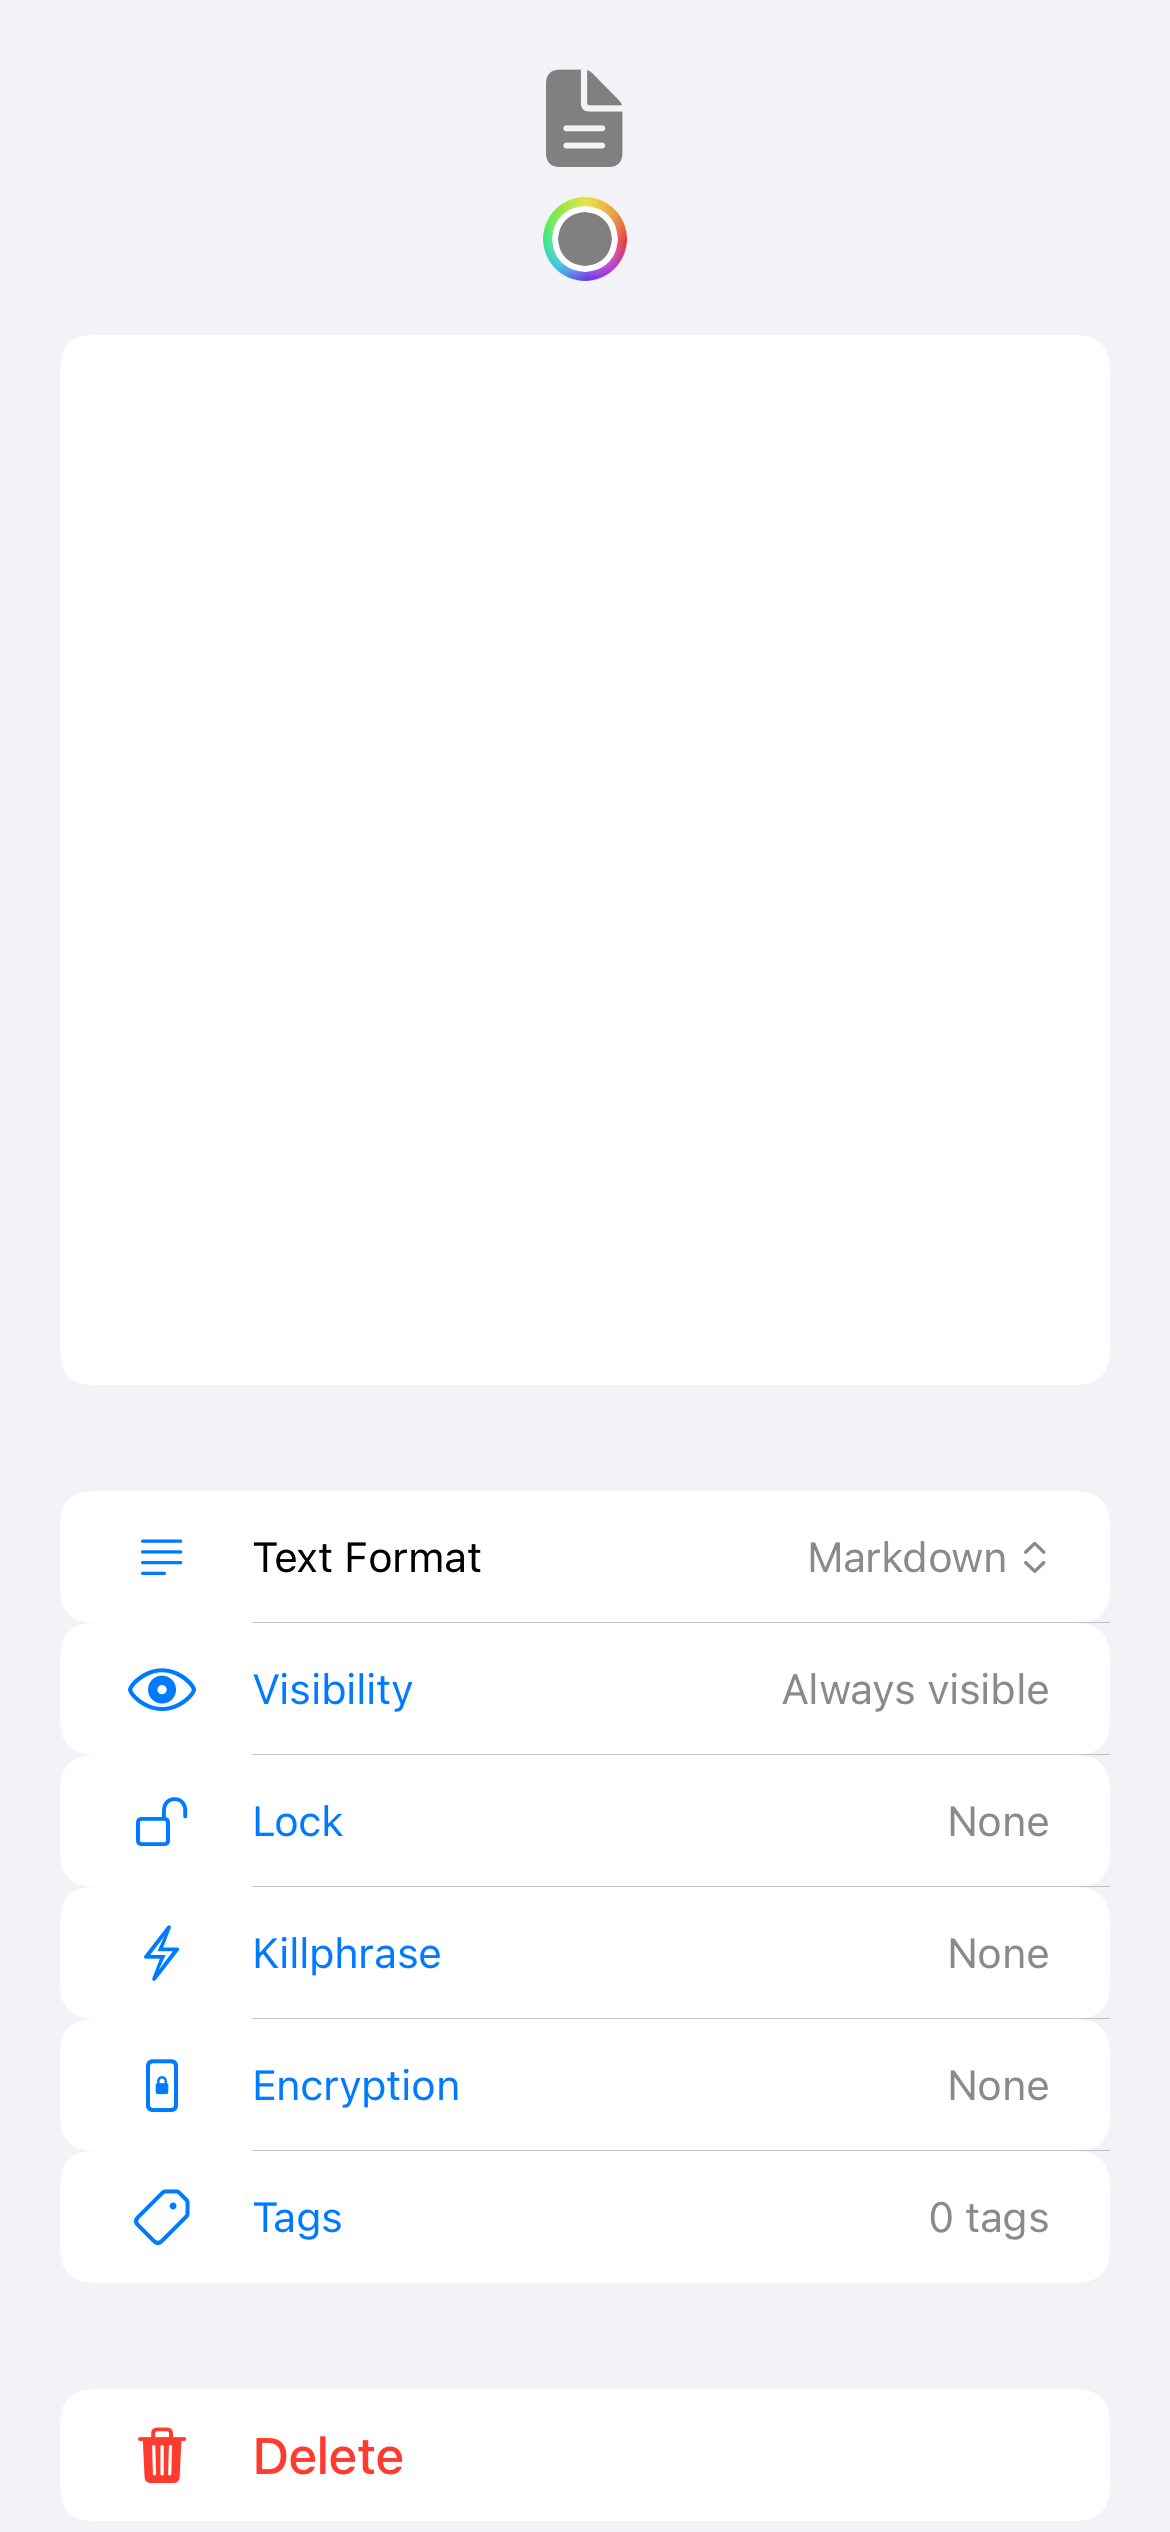 Text Format Markdown
Visibility Always visible
Lock None
Killphrase None
Encryption None
Tags 0 tags
Delete